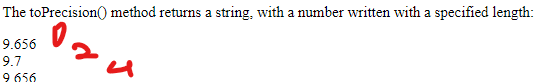 The toPrecision() method returns a string, with a number written with a specified length:
9.656 0
9.7 2
9.656 4